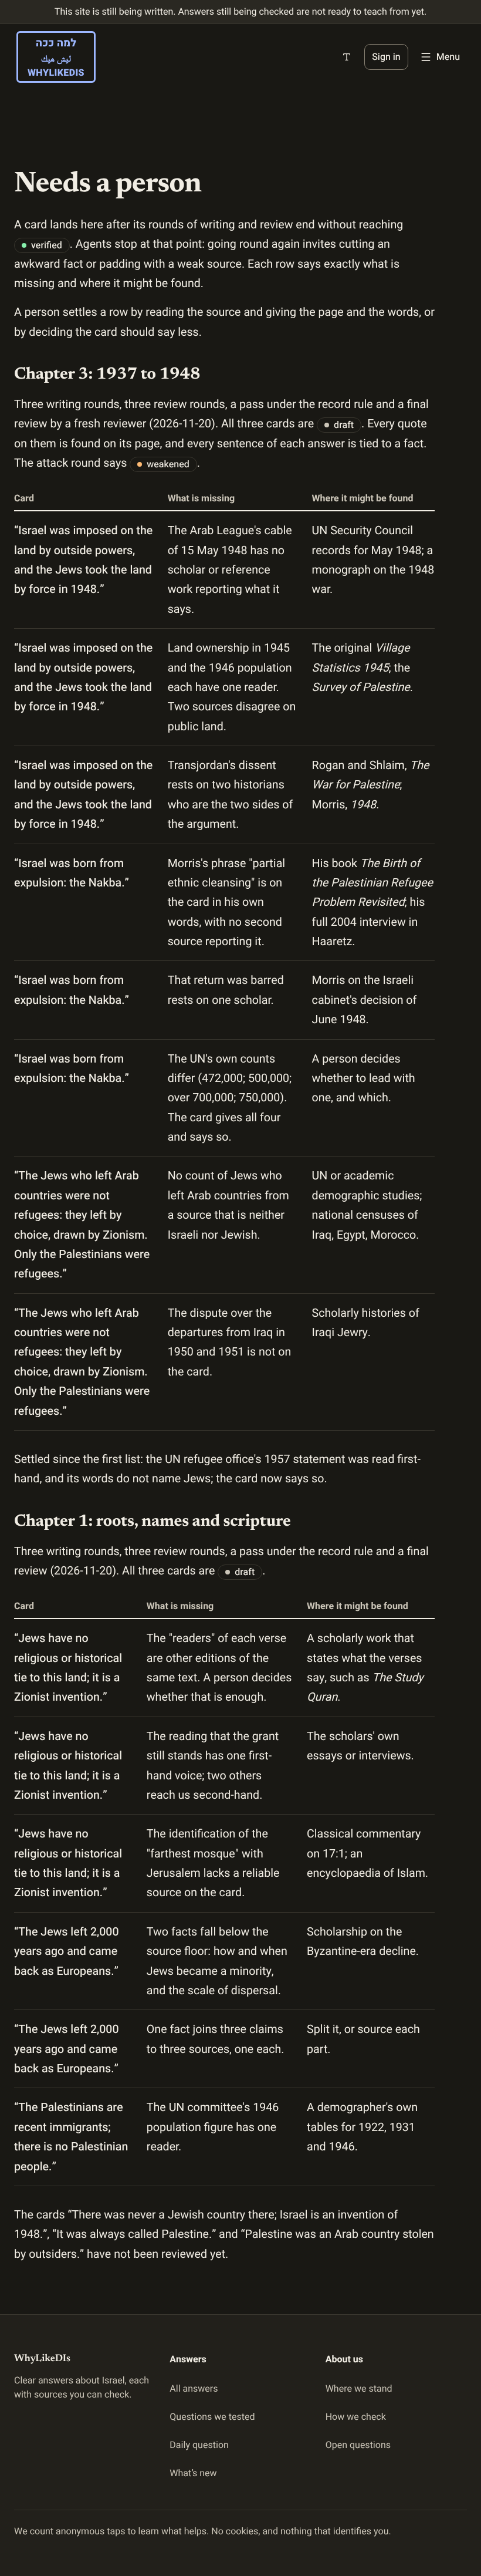 This site is still being written. Answers still being checked are not ready to teach from yet.
למה ככה
ليش هيك
WHYLIKEDIS
T
Sign in
Menu
Needs a person
A card lands here after its rounds of writing and review end without reaching
verified. Agents stop at that point: going round again invites cutting an
awkward fact or padding with a weak source. Each row says exactly what is
missing and where it might be found.
A person settles a row by reading the source and giving the page and the words, or
by deciding the card should say less.
Chapter 3: 1937 to 1948
Three writing rounds, three review rounds, a pass under the record rule and a final
review by a fresh reviewer (2026-11-20). All three cards are draft. Every quote
on them is found on its page, and every sentence of each answer is tied to a fact.
The attack round says weakened.
Card
What is missing
Where it might be found
“Israel was imposed on the
land by outside powers,
and the Jews took the land
by force in 1948.”
The Arab League's cable
of 15 May 1948 has no
scholar or reference
work reporting what it
says.
UN Security Council
records for May 1948; a
monograph on the 1948
war.
“Israel was imposed on the
land by outside powers,
and the Jews took the land
by force in 1948.”
Land ownership in 1945
and the 1946 population
each have one reader.
Two sources disagree on
public land.
The original Village
Statistics 1945; the
Survey of Palestine.
“Israel was imposed on the
land by outside powers,
and the Jews took the land
by force in 1948.”
Transjordan's dissent
rests on two historians
who are the two sides of
the argument.
Rogan and Shlaim, The
War for Palestine;
Morris, 1948.
“Israel was born from
expulsion: the Nakba.”
Morris's phrase "partial
ethnic cleansing" is on
the card in his own
words, with no second
source reporting it.
His book The Birth of
the Palestinian Refugee
Problem Revisited; his
full 2004 interview in
Haaretz.
“Israel was born from
expulsion: the Nakba.”
That return was barred
rests on one scholar.
Morris on the Israeli
cabinet's decision of
June 1948.
“Israel was born from
expulsion: the Nakba.”
The UN's own counts
differ (472,000; 500,000;
over 700,000; 750,000).
The card gives all four
and says so.
A person decides
whether to lead with
one, and which.
“The Jews who left Arab
countries were not
refugees: they left by
choice, drawn by Zionism.
Only the Palestinians were
refugees.”
No count of Jews who
left Arab countries from
a source that is neither
Israeli nor Jewish.
UN or academic
demographic studies;
national censuses of
Iraq, Egypt, Morocco.
“The Jews who left Arab
countries were not
refugees: they left by
choice, drawn by Zionism.
Only the Palestinians were
refugees.”
The dispute over the
departures from Iraq in
1950 and 1951 is not on
the card.
Scholarly histories of
Iraqi Jewry.
Settled since the first list: the UN refugee office's 1957 statement was read first-
hand, and its words do not name Jews; the card now says so.
Chapter 1: roots, names and scripture
Three writing rounds, three review rounds, a pass under the record rule and a final
review (2026-11-20). All three cards are draft.
Card
What is missing
Where it might be found
“Jews have no
religious or historical
tie to this land; it is a
Zionist invention.”
The "readers" of each verse
are other editions of the
same text. A person decides
whether that is enough.
A scholarly work that
states what the verses
say, such as The Study
Quran.
“Jews have no
religious or historical
tie to this land; it is a
Zionist invention.”
The reading that the grant
still stands has one first-
hand voice; two others
reach us second-hand.
The scholars' own
essays or interviews.
“Jews have no
religious or historical
tie to this land; it is a
Zionist invention.”
The identification of the
"farthest mosque" with
Jerusalem lacks a reliable
source on the card.
Classical commentary
on 17:1; an
encyclopaedia of Islam.
“The Jews left 2,000
years ago and came
back as Europeans.”
Two facts fall below the
source floor: how and when
Jews became a minority,
and the scale of dispersal.
Scholarship on the
Byzantine-era decline.
“The Jews left 2,000
years ago and came
back as Europeans.”
One fact joins three claims
to three sources, one each.
Split it, or source each
part.
“The Palestinians are
recent immigrants;
there is no Palestinian
people.”
The UN committee's 1946
population figure has one
reader.
A demographer's own
tables for 1922, 1931
and 1946.
The cards “There was never a Jewish country there; Israel is an invention of
1948.”, “It was always called Palestine.” and “Palestine was an Arab country stolen
by outsiders.” have not been reviewed yet.
WhyLikeDIs
Clear answers about Israel, each
with sources you can check.
Answers
All answers
Questions we tested
Daily question
What's new
About us
Where we stand
How we check
Open questions
We count anonymous taps to learn what helps. No cookies, and nothing that identifies you.